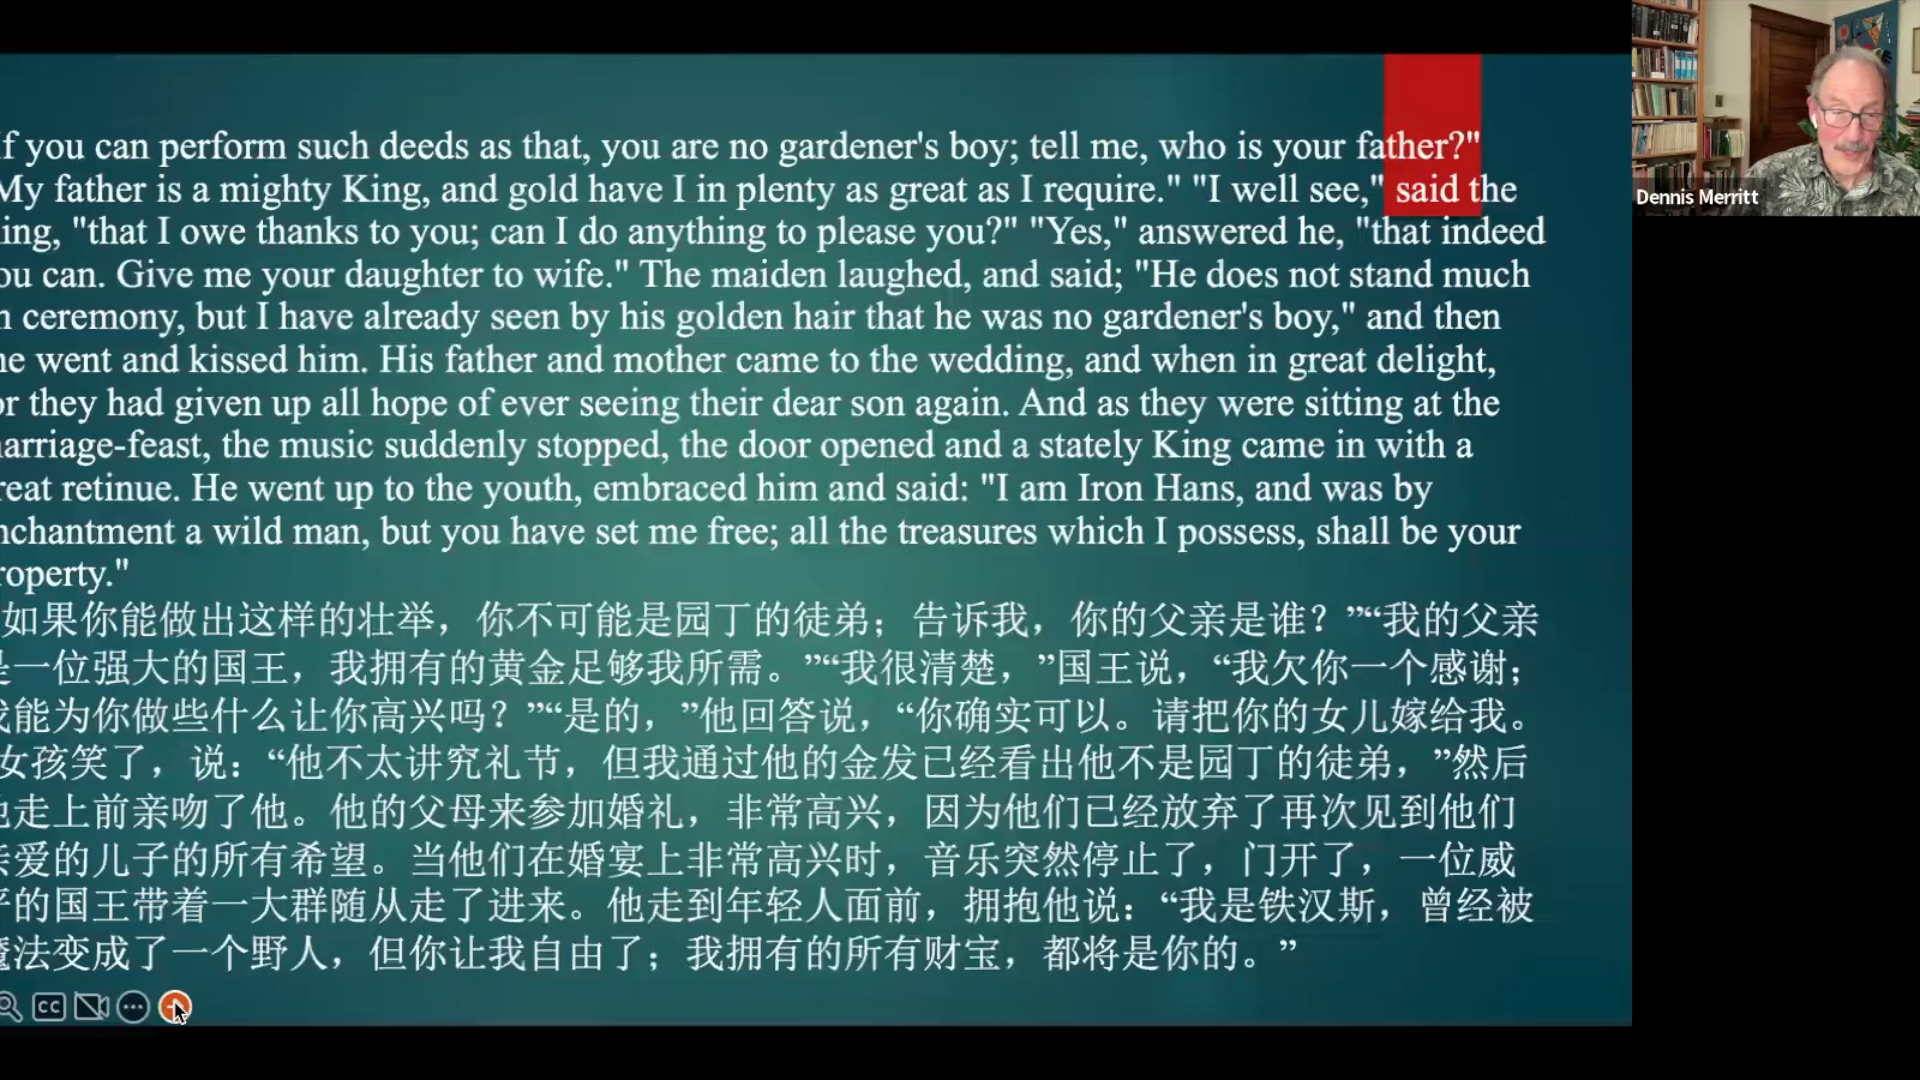 If you can perform such deeds as that, you are no gardener's boy; tell me, who is your father?"
My father is a mighty King, and gold have I in plenty as great as I require." "I well see," said the
ing, "that I owe thanks to you; can I do anything to please you?" "Yes," answered he, "that indeed
ou can. Give me your daughter to wife." The maiden laughed, and said; "He does not stand much
n ceremony, but I have already seen by his golden hair that he was no gardener's boy," and then
he went and kissed him. His father and mother came to the wedding, and when in great delight,
or they had given up all hope of ever seeing their dear son again. And as they were sitting at the
arriage-feast, the music suddenly stopped, the door opened and a stately King came in with a
reat retinue. He went up to the youth, embraced him and said: "I am Iron Hans, and was by
nchantment a wild man, but you have set me free; all the treasures which I possess, shall be your
roperty."
如果你能做出这样的壮举，你不可能是园丁的徒弟；告诉我，你的父亲是谁？”“我的父亲
是一位强大的国王，我拥有的黄金足够我所需。”“我很清楚，”国王说，“我欠你一个感谢；
我能为你做些什么让你高兴吗？”“是的，”他回答说，“你确实可以。请把你的女儿嫁给我。
女孩笑了，说：“他不太讲究礼节，但我通过他的金发已经看出他不是园丁的徒弟，”然后
她走上前亲吻了他。他的父母来参加婚礼，非常高兴，因为他们已经放弃了再次见到他们
亲爱的儿子的所有希望。当他们在婚宴上非常高兴时，音乐突然停止了，门开了，一位威
严的国王带着一大群随从走了进来。他走到年轻人面前，拥抱他说：“我是铁汉斯，曾经被
魔法变成了一个野人，但你让我自由了；我拥有的所有财宝，都将是你的。”
CC
Dennis Merritt